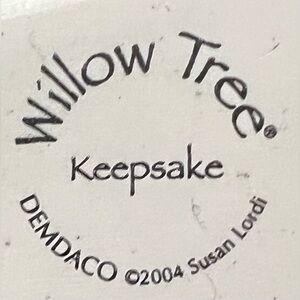 Willow Tree®
Keepsake
DEMDACO ©2004 Susan Lordi